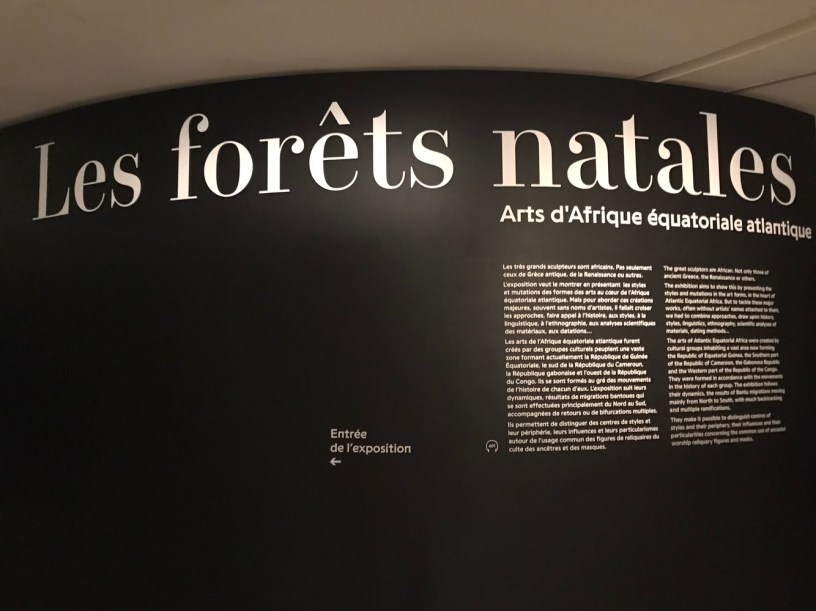 Les forêts natales
Arts d'Afrique équatoriale atlantique
Les très grands sculpteurs sont africains. Pas seulement
ceux de Grèce antique, de la Renaissance ou autres.
L'exposition veut le montrer en présentant les styles
et mutations des formes des arts au cœur de l'Afrique
équatoriale atlantique. Mais pour aborder ces créations
majeures, souvent sans noms d'artistes, il fallait croiser
les approches, faire appel à l'histoire, aux styles, à la
linguistique, à l'ethnographie, aux analyses scientifiques
des matériaux, aux datations...
Les arts de l'Afrique équatoriale atlantique furent
créés par des groupes culturels peuplant une vaste
zone formant actuellement la République de Guinée
Équatoriale, le sud de la République du Cameroun,
la République gabonaise et l'ouest de la République
du Congo. Ils se sont formés au gré des mouvements
de l'histoire de chacun d'eux. L'exposition suit leurs
dynamiques, résultats de migrations bantoues qui
se sont effectuées principalement du Nord au Sud,
accompagnées de retours ou de bifurcations multiples.
Ils permettent de distinguer des centres de styles et
leur périphérie, leurs influences et leurs particularismes
autour de l'usage commun des figures de reliquaires du
culte des ancêtres et des masques.
The great sculptors are African. Not only those of
ancient Greece, the Renaissance or others.
The exhibition aims to show this by presenting the
styles and mutations in the art forms, in the heart of
Atlantic Equatorial Africa. But to tackle these major
works, often without artists' names attached to them,
we had to combine approaches, draw upon history,
styles, linguistics, ethnography, scientific analyses of
materials, dating methods...
The arts of Atlantic Equatorial Africa were created by
cultural groups inhabiting a vast area now forming
the Republic of Equatorial Guinea, the Southern part
of the Republic of Cameroon, the Gabonese Republic
and the Western part of the Republic of the Congo.
They were formed in accordance with the movements
in the history of each group. The exhibition follows
their dynamics, the results of Bantu migrations moving
mainly from North to South, with much backtracking
and multiple ramifications.
They make it possible to distinguish centres of
styles and their periphery, their influence and their
particularities concerning the common use of ancestor
worship reliquary figures and masks.
Entrée
de l'exposition
←